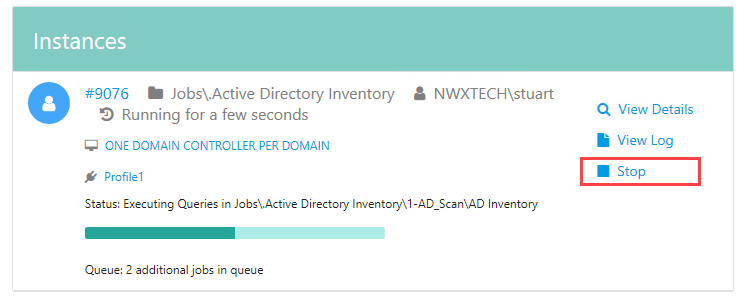 Instances
#9076 Jobs\.Active Directory Inventory NWXTECH\stuart
Running for a few seconds
ONE DOMAIN CONTROLLER PER DOMAIN
Profile1
Status: Executing Queries in Jobs\.Active Directory Inventory\1-AD_Scan\AD Inventory
Queue: 2 additional jobs in queue
View Details
View Log
Stop